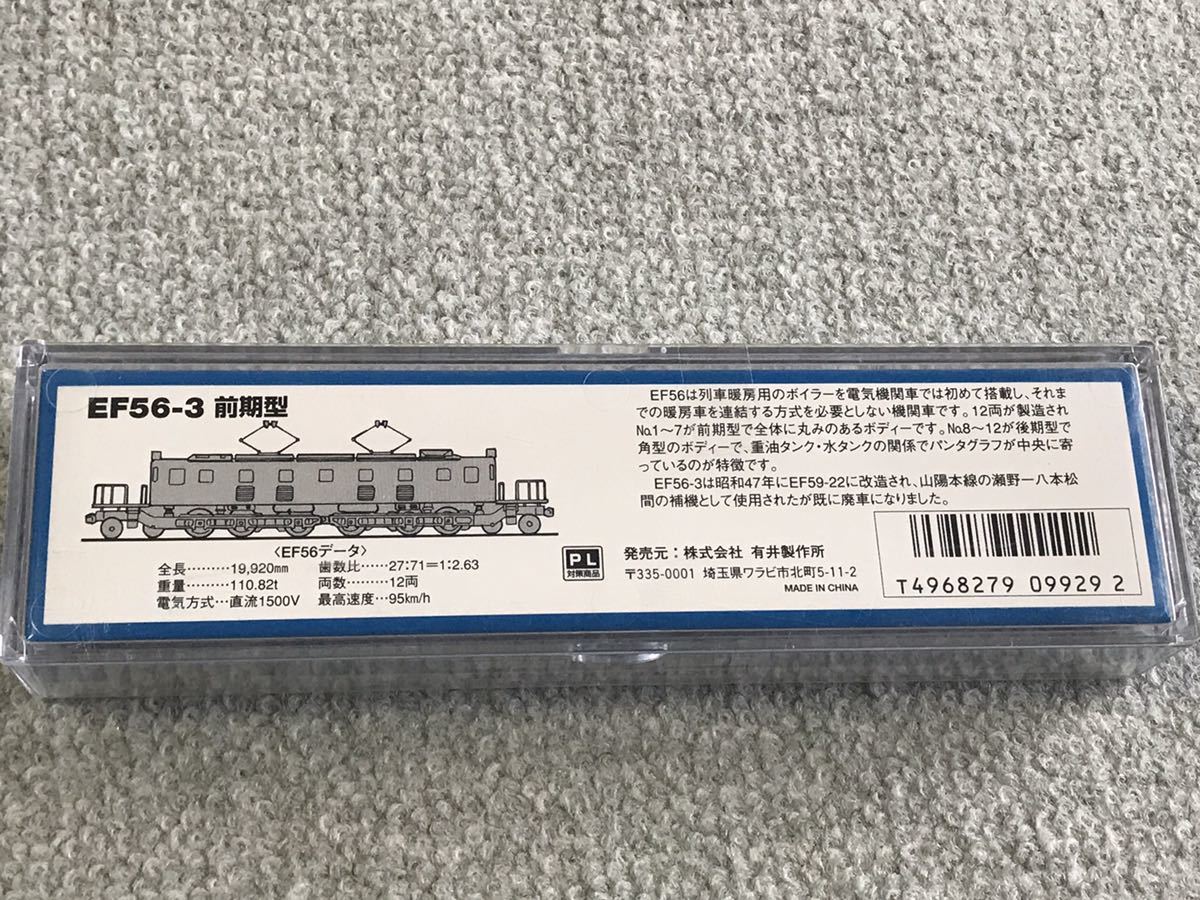 EF56-3 前期型
〈EF56データ〉
全長………19,920mm
重量………110.82t
電気方式…直流1500V
歯数比……27:71＝1:2.63
両数………12両
最高速度…95km/h
EF56は列車暖房用のボイラーを電気機関車では初めて搭載し、それま
での暖房車を連結する方式を必要としない機関車です。12両が製造され
No.1〜7が前期型で全体に丸みのあるボディーです。No.8〜12が後期型で
角型のボディーで、重油タンク・水タンクの関係でパンタグラフが中央に寄
っているのが特徴です。
EF56-3は昭和47年にEF59-22に改造され、山陽本線の瀬野ー八本松
間の補機として使用されたが既に廃車になりました。
PL
対策商品
発売元：株式会社 有井製作所
〒335-0001 埼玉県ワラビ市北町5-11-2
MADE IN CHINA
T4968279 09929 2